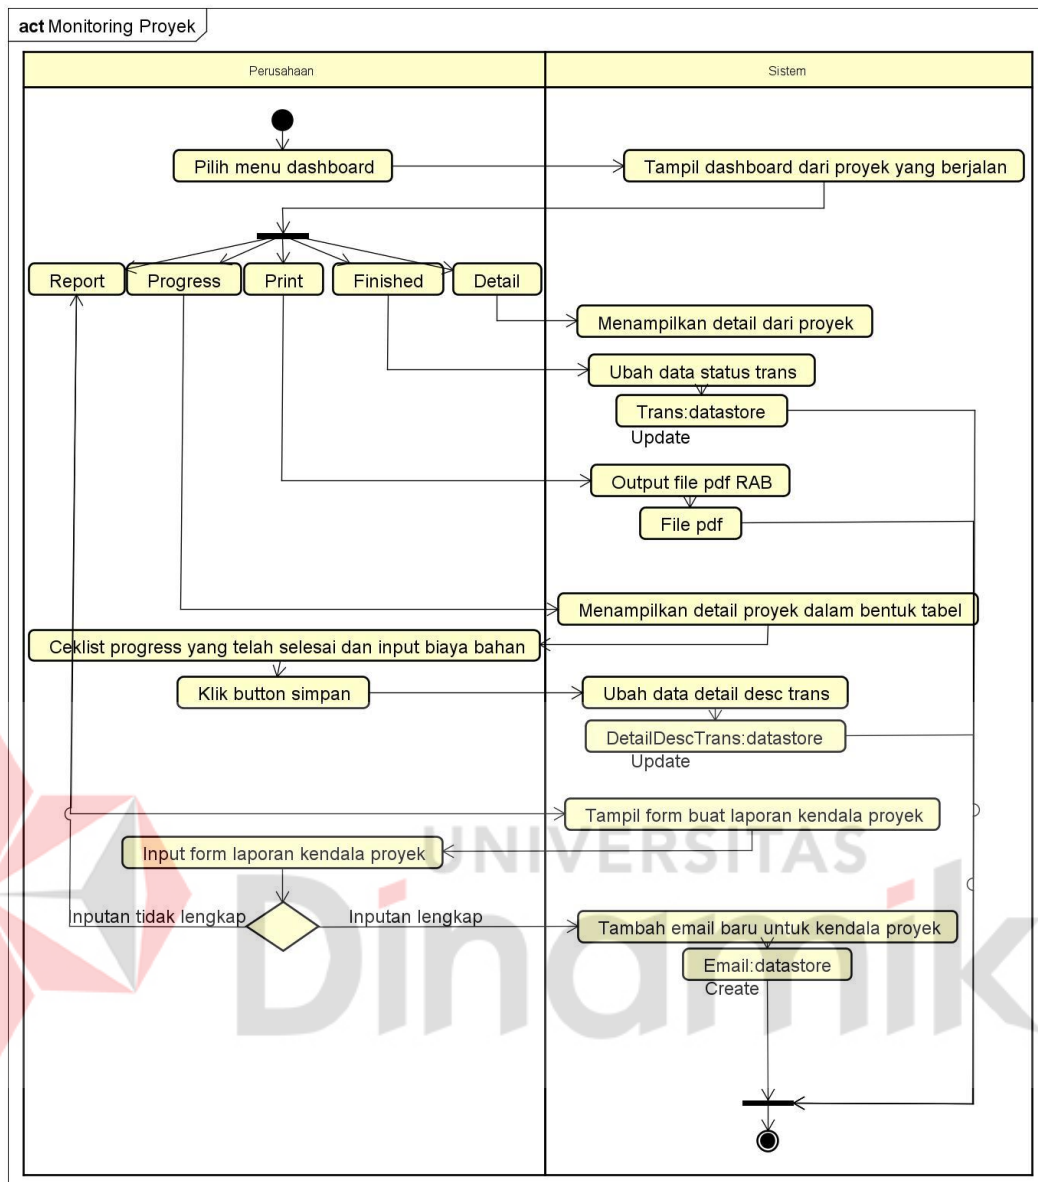 act Monitoring Proyek
Perusahaan
Sistem
Pilih menu dashboard
Tampil dashboard dari proyek yang berjalan
Report
Progress
Print
Finished
Detail
Menampilkan detail dari proyek
Ubah data status trans
Trans:datastore
Update
Output file pdf RAB
File pdf
Menampilkan detail proyek dalam bentuk tabel
Ceklist progress yang telah selesai dan input biaya bahan
Klik button simpan
Ubah data detail desc trans
DetailDescTrans:datastore
Update
Tampil form buat laporan kendala proyek
UNIVERSITAS
Input form laporan kendala proyek
Dinamika
Inputan tidak lengkap
Inputan lengkap
Tambah email baru untuk kendala proyek
Email:datastore
Create